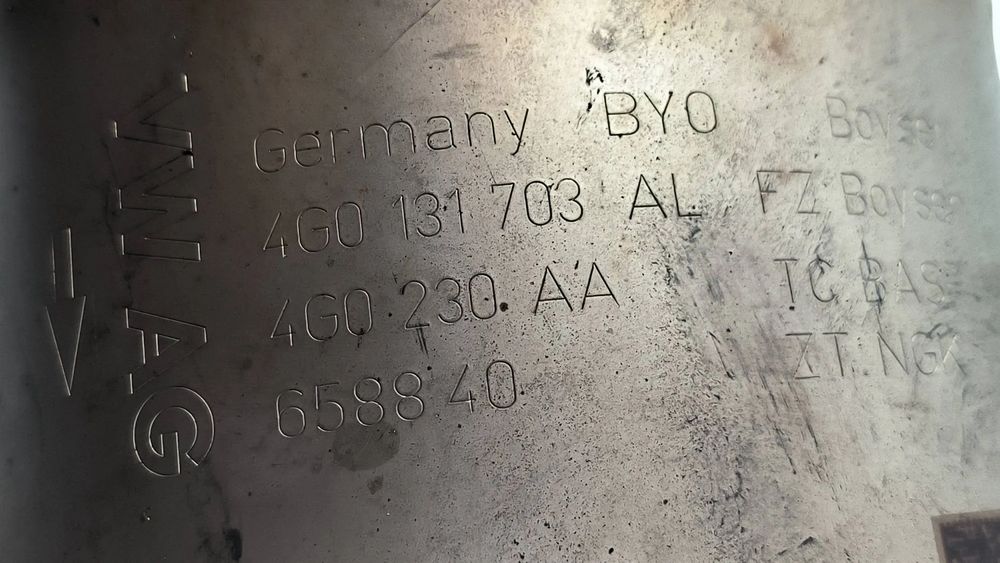 VW AG
Germany BYO Boysen
4G0 131 703 AL FZ Boysen
4G0 230 AA TC BASF
6588 40 ZT.NGK